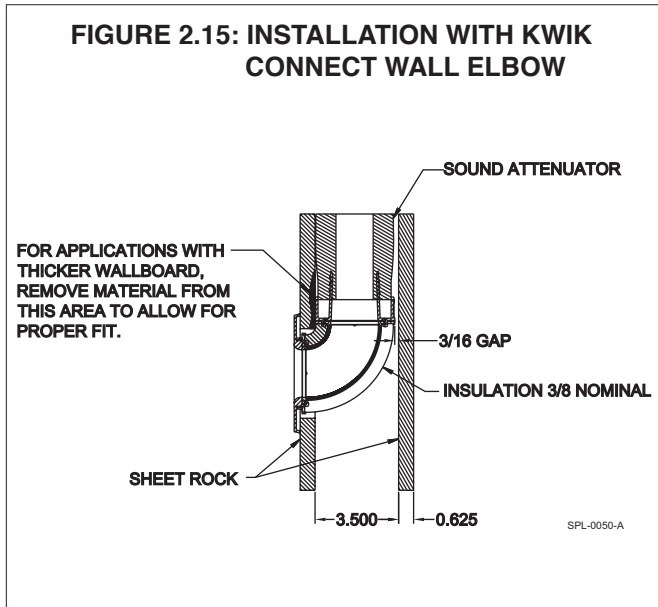 FIGURE 2.15: INSTALLATION WITH KWIK
CONNECT WALL ELBOW
SOUND ATTENUATOR
FOR APPLICATIONS WITH
THICKER WALLBOARD,
REMOVE MATERIAL FROM
THIS AREA TO ALLOW FOR
PROPER FIT.
3/16 GAP
INSULATION 3/8 NOMINAL
SHEET ROCK
3.500
0.625
SPL-0050-A